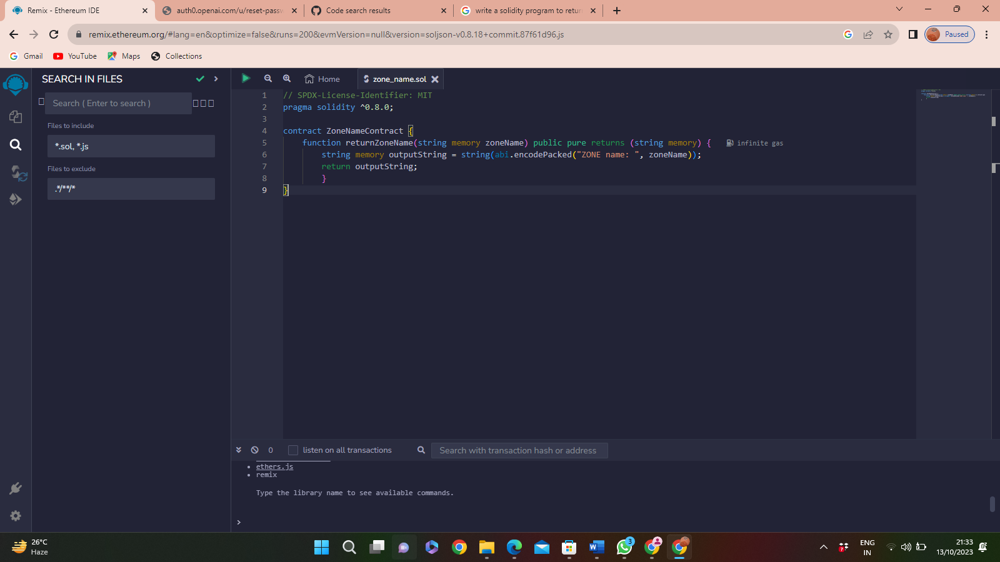 Remix - Ethereum IDE
auth0.openai.com/u/reset-passw
Code search results
write a solidity program to retur
remix.ethereum.org/#lang=en&optimize=false&runs=200&evmVersion=null&version=soljson-v0.8.18+commit.87f61d96.js
Paused
Gmail
YouTube
Maps
Collections
SEARCH IN FILES
Search ( Enter to search )
Files to include
*.sol, *.js
Files to exclude
.*/**/*
Home
zone_name.sol
1 // SPDX-License-Identifier: MIT
2 pragma solidity ^0.8.0;
3
4 contract ZoneNameContract {
5 function returnZoneName(string memory zoneName) public pure returns (string memory) { infinite gas
6 string memory outputString = string(abi.encodePacked("ZONE name: ", zoneName));
7 return outputString;
8 }
9 }
0
listen on all transactions
Search with transaction hash or address
• ethers.js
• remix
Type the library name to see available commands.
>
26°C
Haze
3
7
ENG
IN
21:33
13/10/2023